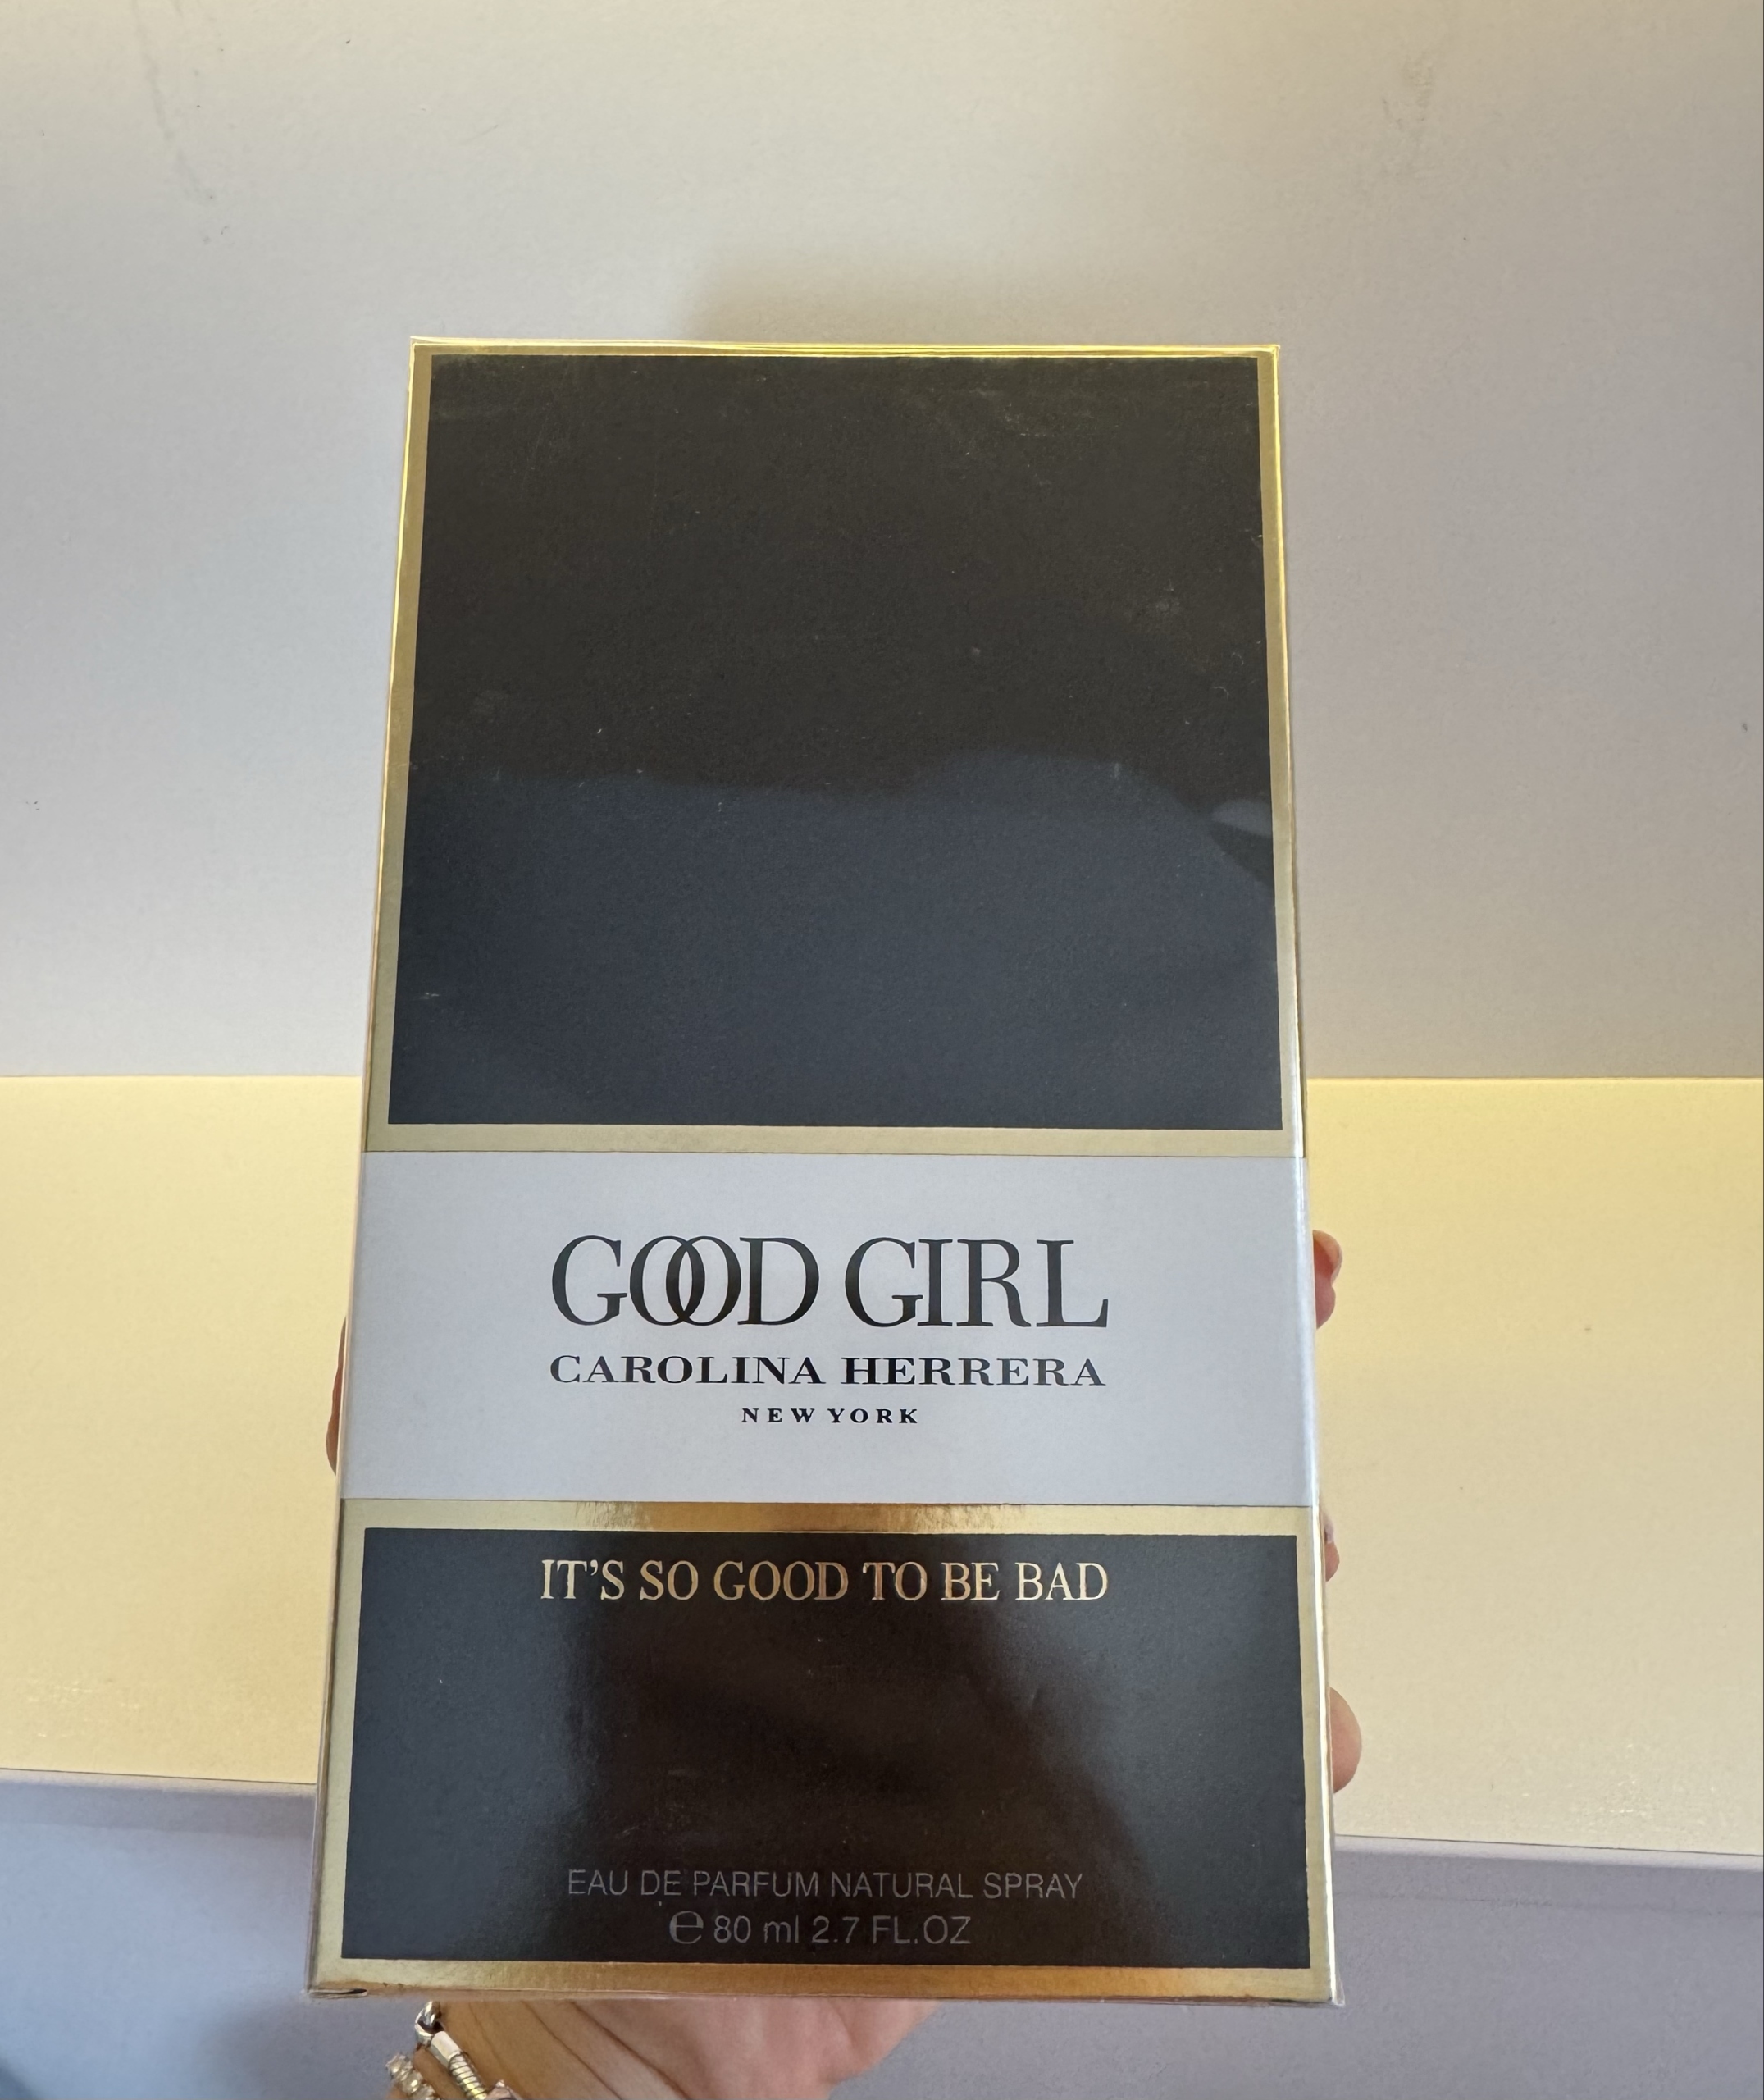 GOOD GIRL
CAROLINA HERRERA
NEW YORK
IT'S SO GOOD TO BE BAD
EAU DE PARFUM NATURAL SPRAY
℮ 80 ml 2.7 FL.OZ